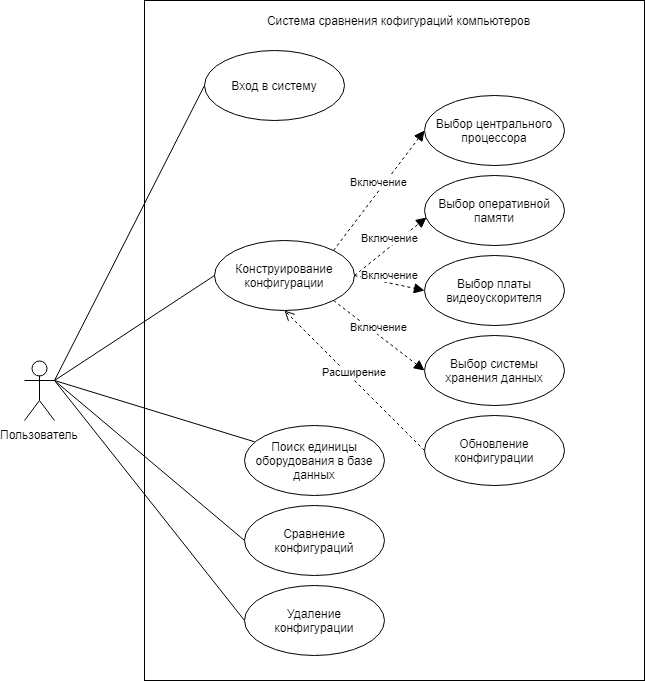 Система сравнения кофигураций компьютеров
Вход в систему
Выбор центрального
процессора
Включение
Выбор оперативной
памяти
Включение
Конструирование
конфигурации
Включение
Выбор платы
видеоускорителя
Включение
Выбор системы
хранения данных
Расширение
Обновление
конфигурации
Пользователь
Поиск единицы
оборудования в базе
данных
Сравнение
конфигураций
Удаление
конфигурации